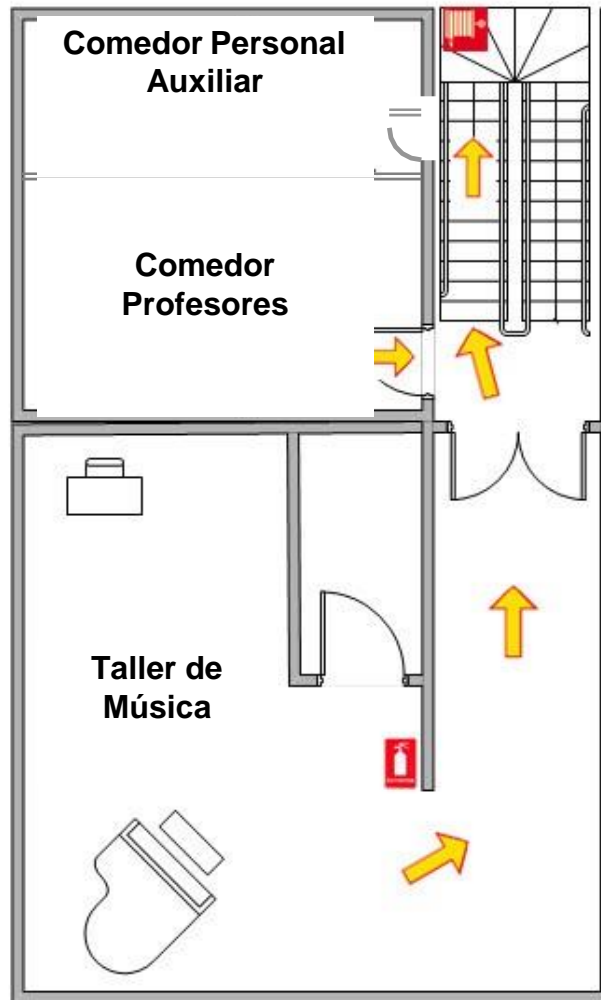 Comedor Personal
Auxiliar
Comedor
Profesores
Taller de
Música